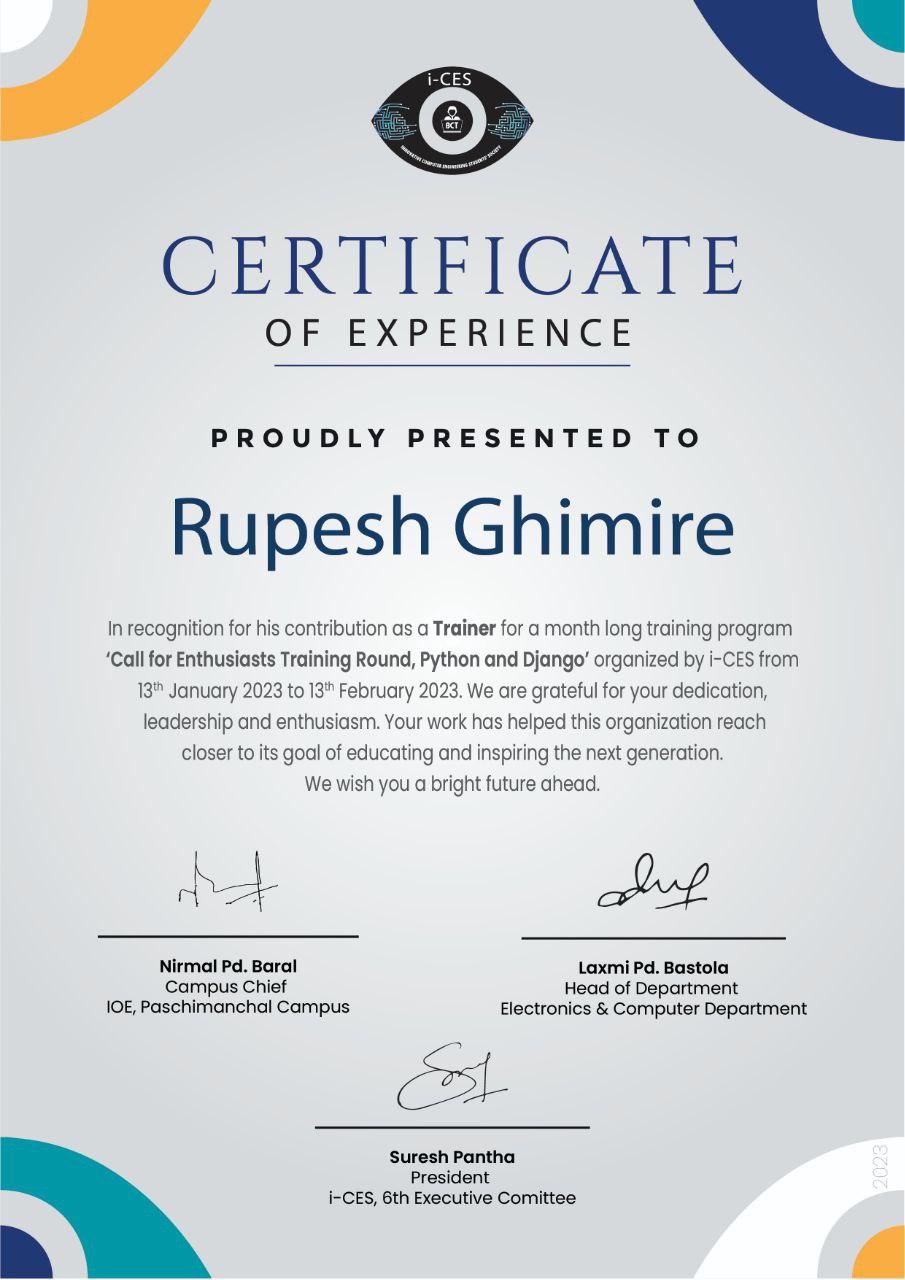 i-CES
BCT
INNOVATIVE COMPUTER ENGINEERING STUDENTS' SOCIETY
CERTIFICATE
OF EXPERIENCE
PROUDLY PRESENTED TO
Rupesh Ghimire
In recognition for his contribution as a Trainer for a month long training program
‘Call for Enthusiasts Training Round, Python and Django’ organized by i-CES from
13th January 2023 to 13th February 2023. We are grateful for your dedication,
leadership and enthusiasm. Your work has helped this organization reach
closer to its goal of educating and inspiring the next generation.
We wish you a bright future ahead.
Nirmal Pd. Baral
Campus Chief
IOE, Paschimanchal Campus
Laxmi Pd. Bastola
Head of Department
Electronics & Computer Department
Suresh Pantha
President
i-CES, 6th Executive Comittee
2023